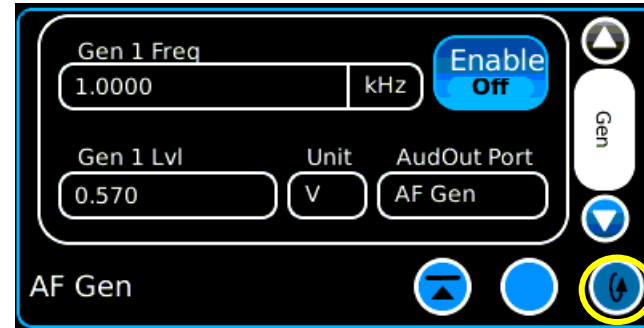 Gen 1 Freq
1.0000 kHz
Enable
Off
Gen 1 Lvl Unit AudOut Port
0.570 V AF Gen
Gen
AF Gen